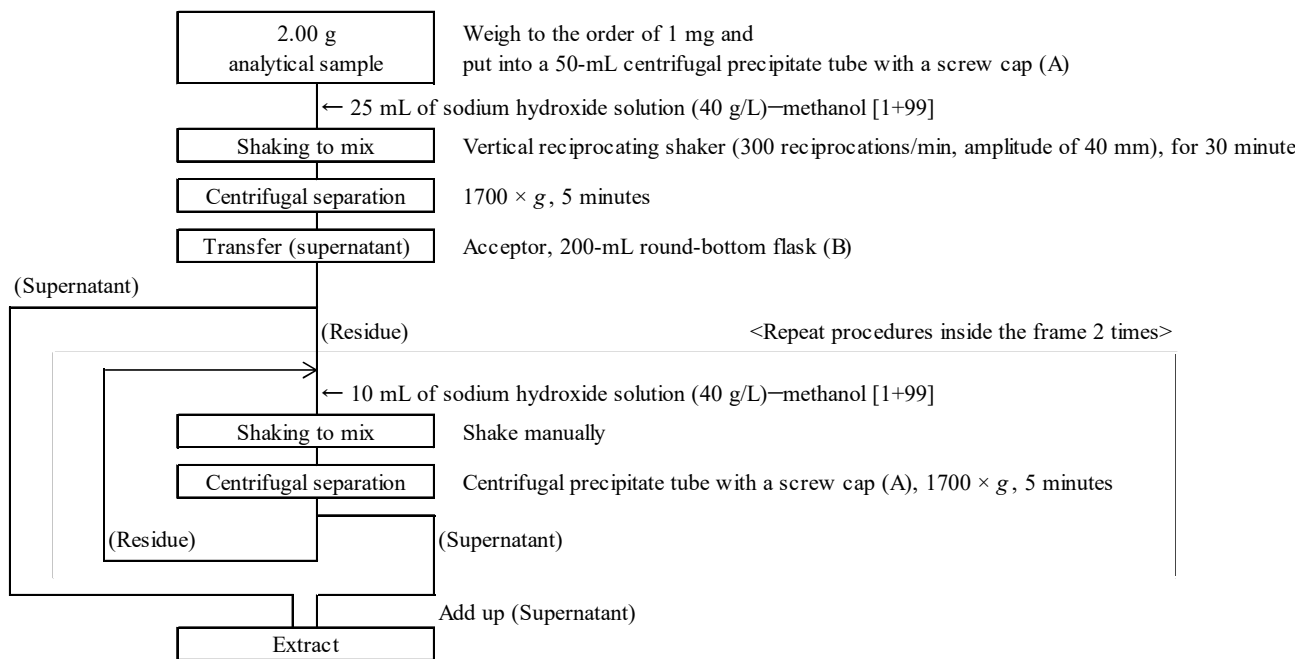 2.00 g
analytical sample
Weigh to the order of 1 mg and
put into a 50-mL centrifugal precipitate tube with a screw cap (A)
← 25 mL of sodium hydroxide solution (40 g/L)−methanol [1+99]
Shaking to mix
Vertical reciprocating shaker (300 reciprocations/min, amplitude of 40 mm), for 30 minute
Centrifugal separation
1700 × g , 5 minutes
Transfer (supernatant)
Acceptor, 200-mL round-bottom flask (B)
(Supernatant)
(Residue)
<Repeat procedures inside the frame 2 times>
← 10 mL of sodium hydroxide solution (40 g/L)−methanol [1+99]
Shaking to mix
Shake manually
Centrifugal separation
Centrifugal precipitate tube with a screw cap (A), 1700 × g , 5 minutes
(Residue)
(Supernatant)
Add up (Supernatant)
Extract